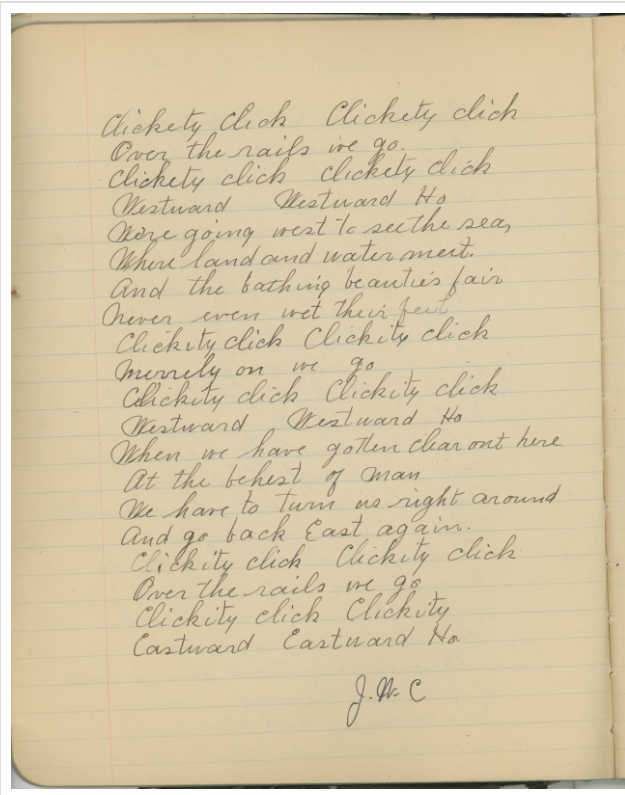 Clickety Click Clickety click
Over the rails we go.
Clickety click clickety click
Westward Westward Ho
We're going west to see the sea,
Where land and water meet.
And the bathing beauties fair
Never even wet their feet
Clickity click Clickity click
Merrely on we go
Clickity click Clickity click
Westward Westward Ho
When we have gotten clear out here
At the behest of man
We have to turn us right around
And go back East again.
Clickity click Clickity click
Over the rails we go
Clickity click Clickity
Eastward Eastward Ho.
J.W.C